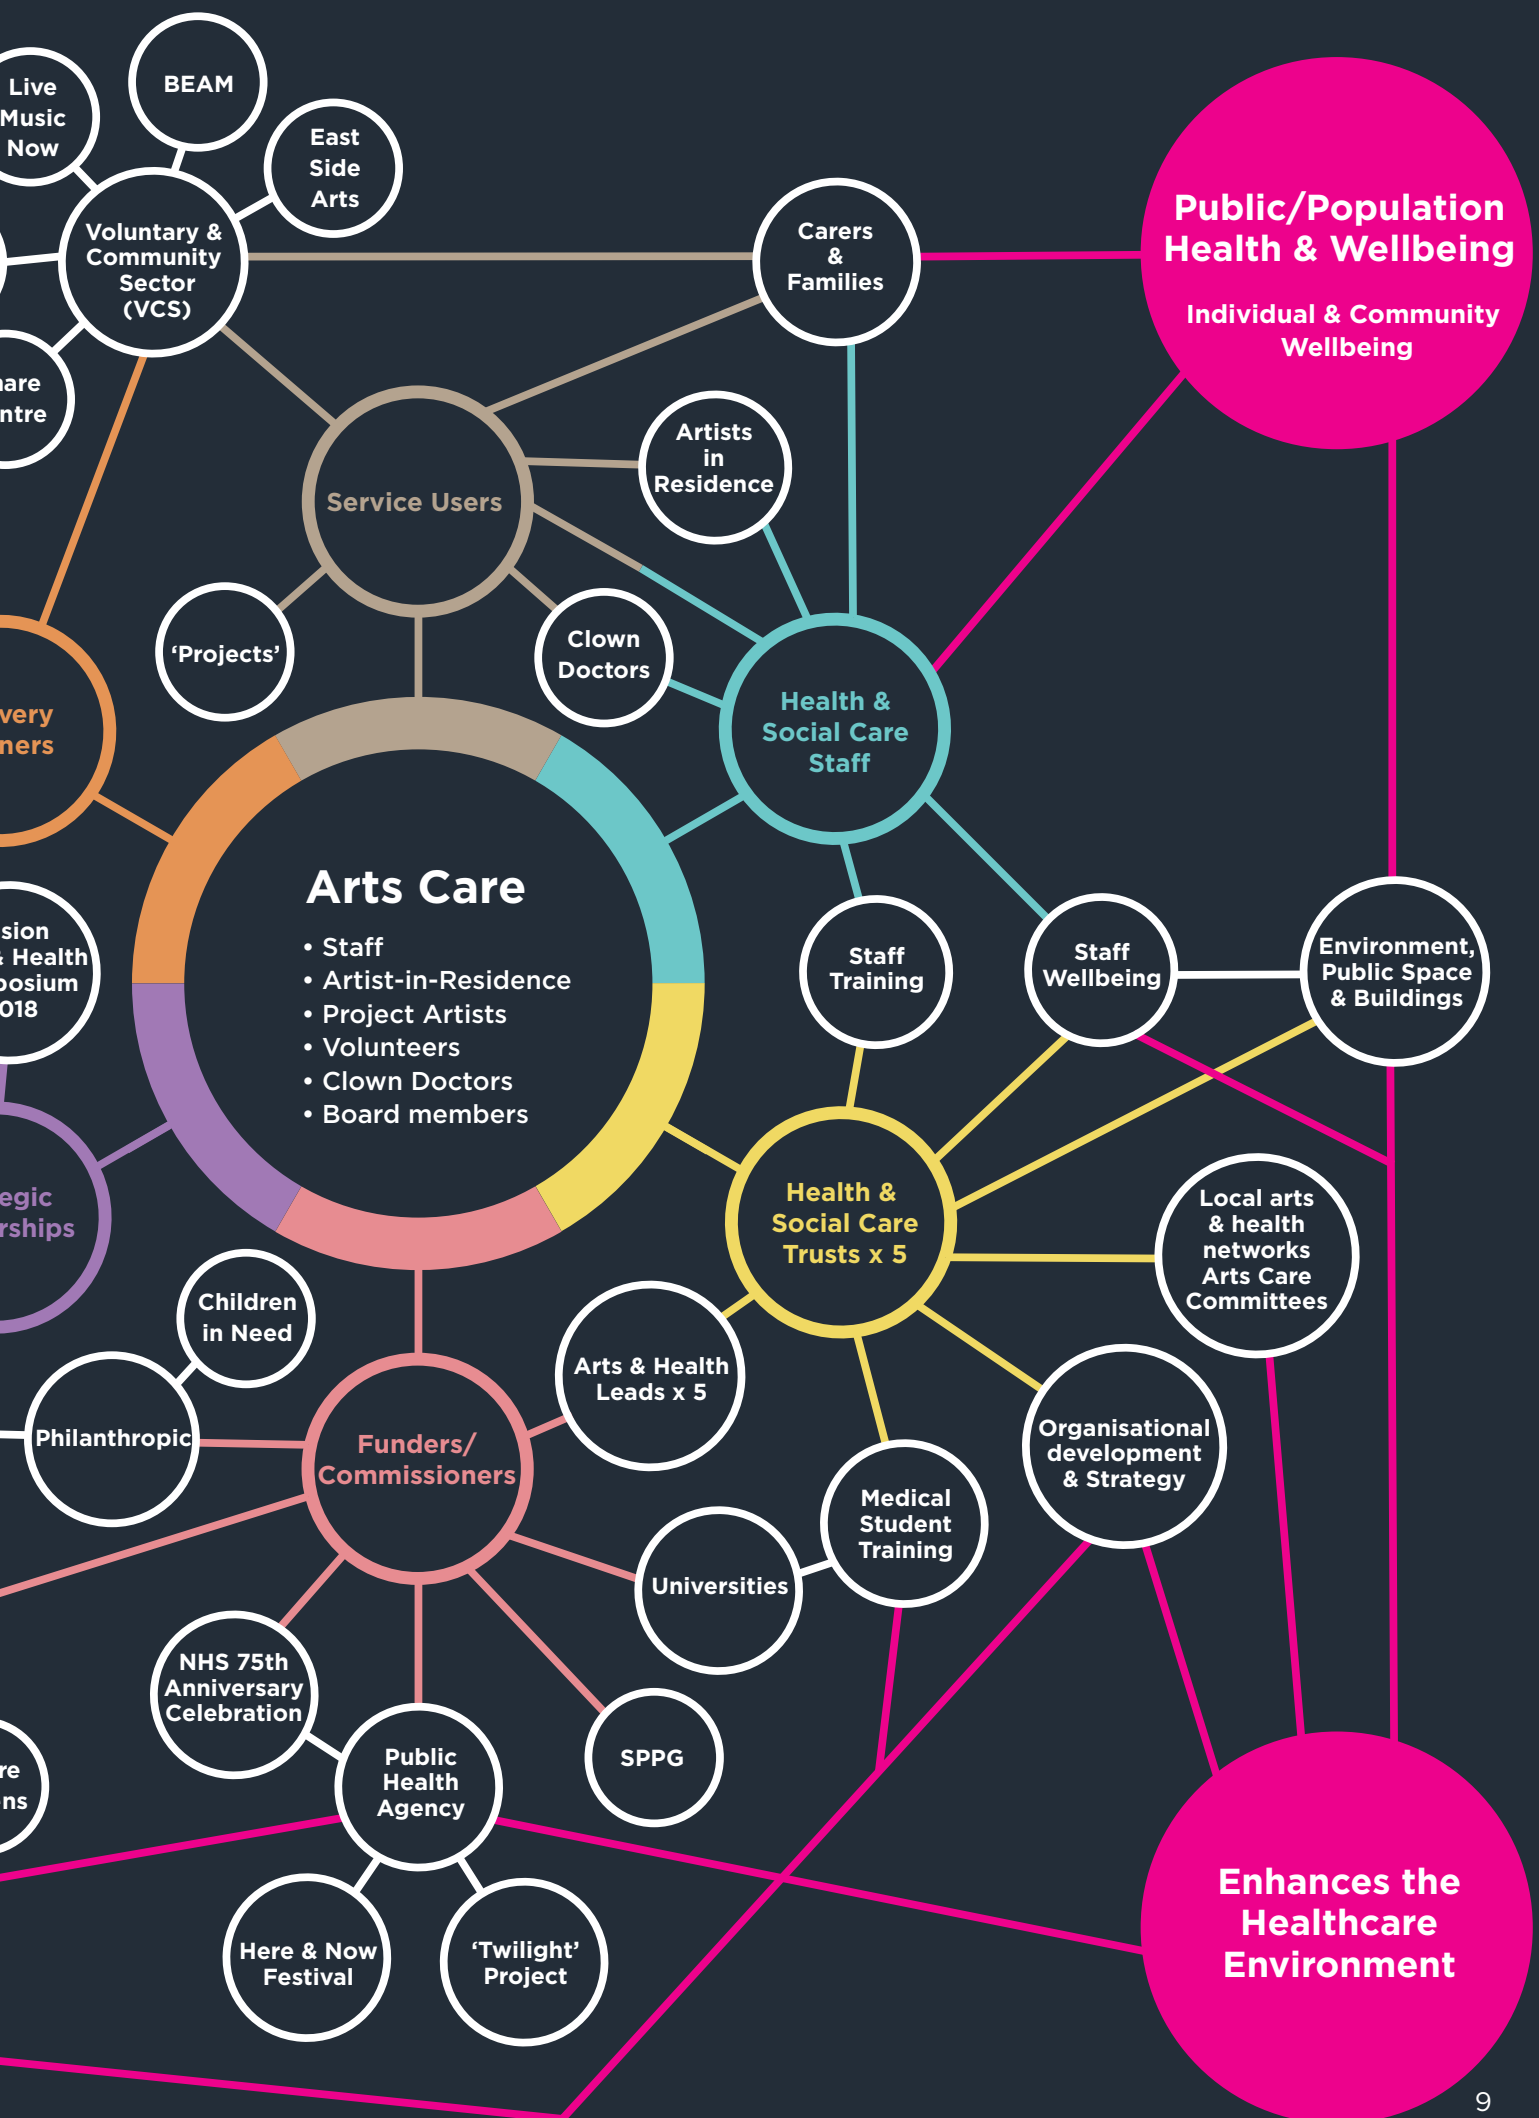 Live
Music
Now
BEAM
East
Side
Arts
Voluntary &
Community
Sector
(VCS)
Carers
&
Families
Public/Population
Health & Wellbeing
Individual & Community
Wellbeing
Artists
in
Residence
Service Users
‘Projects’
Clown
Doctors
Health &
Social Care
Staff
Arts Care
• Staff
• Artist-in-Residence
• Project Artists
• Volunteers
• Clown Doctors
• Board members
& Health
Staff
Training
Staff
Wellbeing
Environment,
Public Space
& Buildings
Health &
Social Care
Trusts x 5
Local arts
& health
networks
Arts Care
Committees
Children
in Need
Philanthropic
Funders/
Commissioners
Arts & Health
Leads x 5
Organisational
development
& Strategy
Medical
Student
Training
Universities
NHS 75th
Anniversary
Celebration
Public
Health
Agency
SPPG
Here & Now
Festival
‘Twilight’
Project
Enhances the
Healthcare
Environment
9